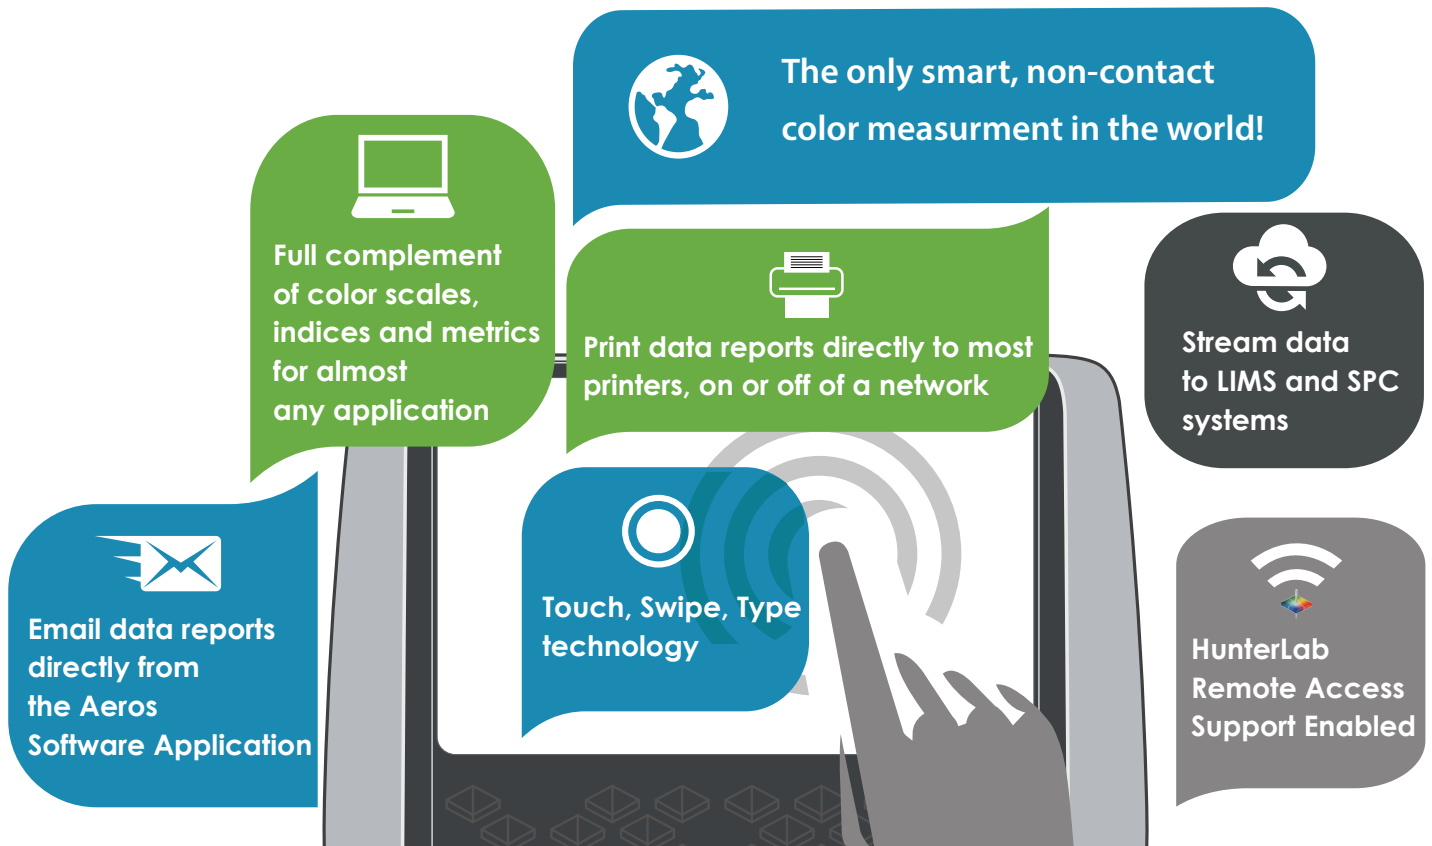 The only smart, non-contact
color measurment in the world!
Full complement
of color scales,
indices and metrics
for almost
any application
Print data reports directly to most
printers, on or off of a network
Stream data
to LIMS and SPC
systems
Touch, Swipe, Type
technology
Email data reports
directly from
the Aeros
Software Application
HunterLab
Remote Access
Support Enabled